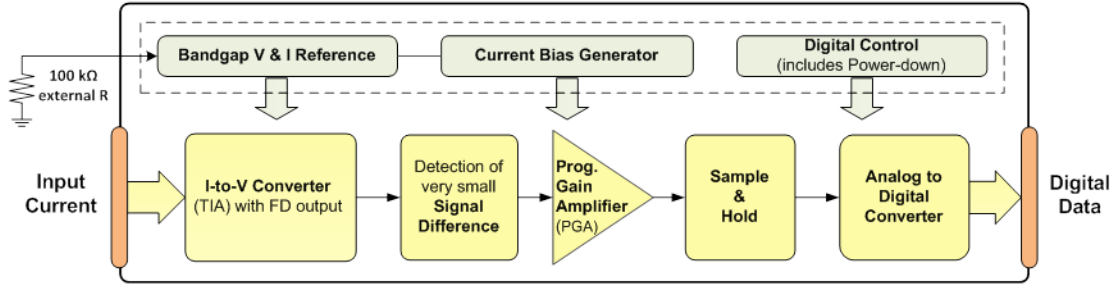 Bandgap V & I Reference
Current Bias Generator
Digital Control
(includes Power-down)
100 kΩ
external R
Input
Current
I-to-V Converter
(TIA) with FD output
Detection of
very small
Signal
Difference
Prog.
Gain
Amplifier
(PGA)
Sample
&
Hold
Analog to
Digital
Converter
Digital
Data